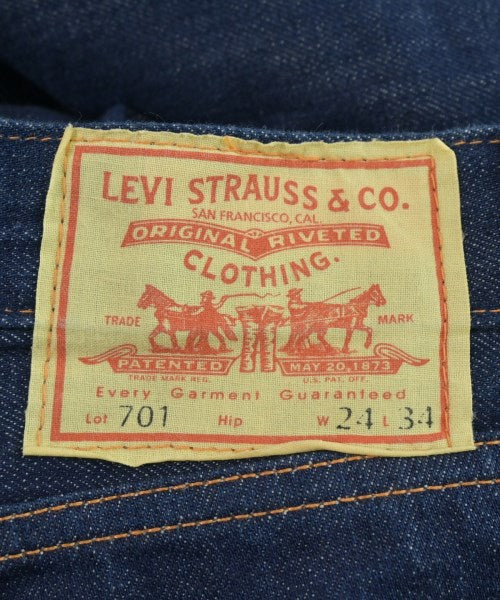 LEVI STRAUSS & CO.
SAN FRANCISCO, CAL.
ORIGINAL RIVETED
CLOTHING.
TRADE MARK
PATENTED MAY 20, 1873
TRADE MARK REG. U.S. PAT. OFF.
Every Garment Guaranteed
Lot 701 Hip W 24 L 34